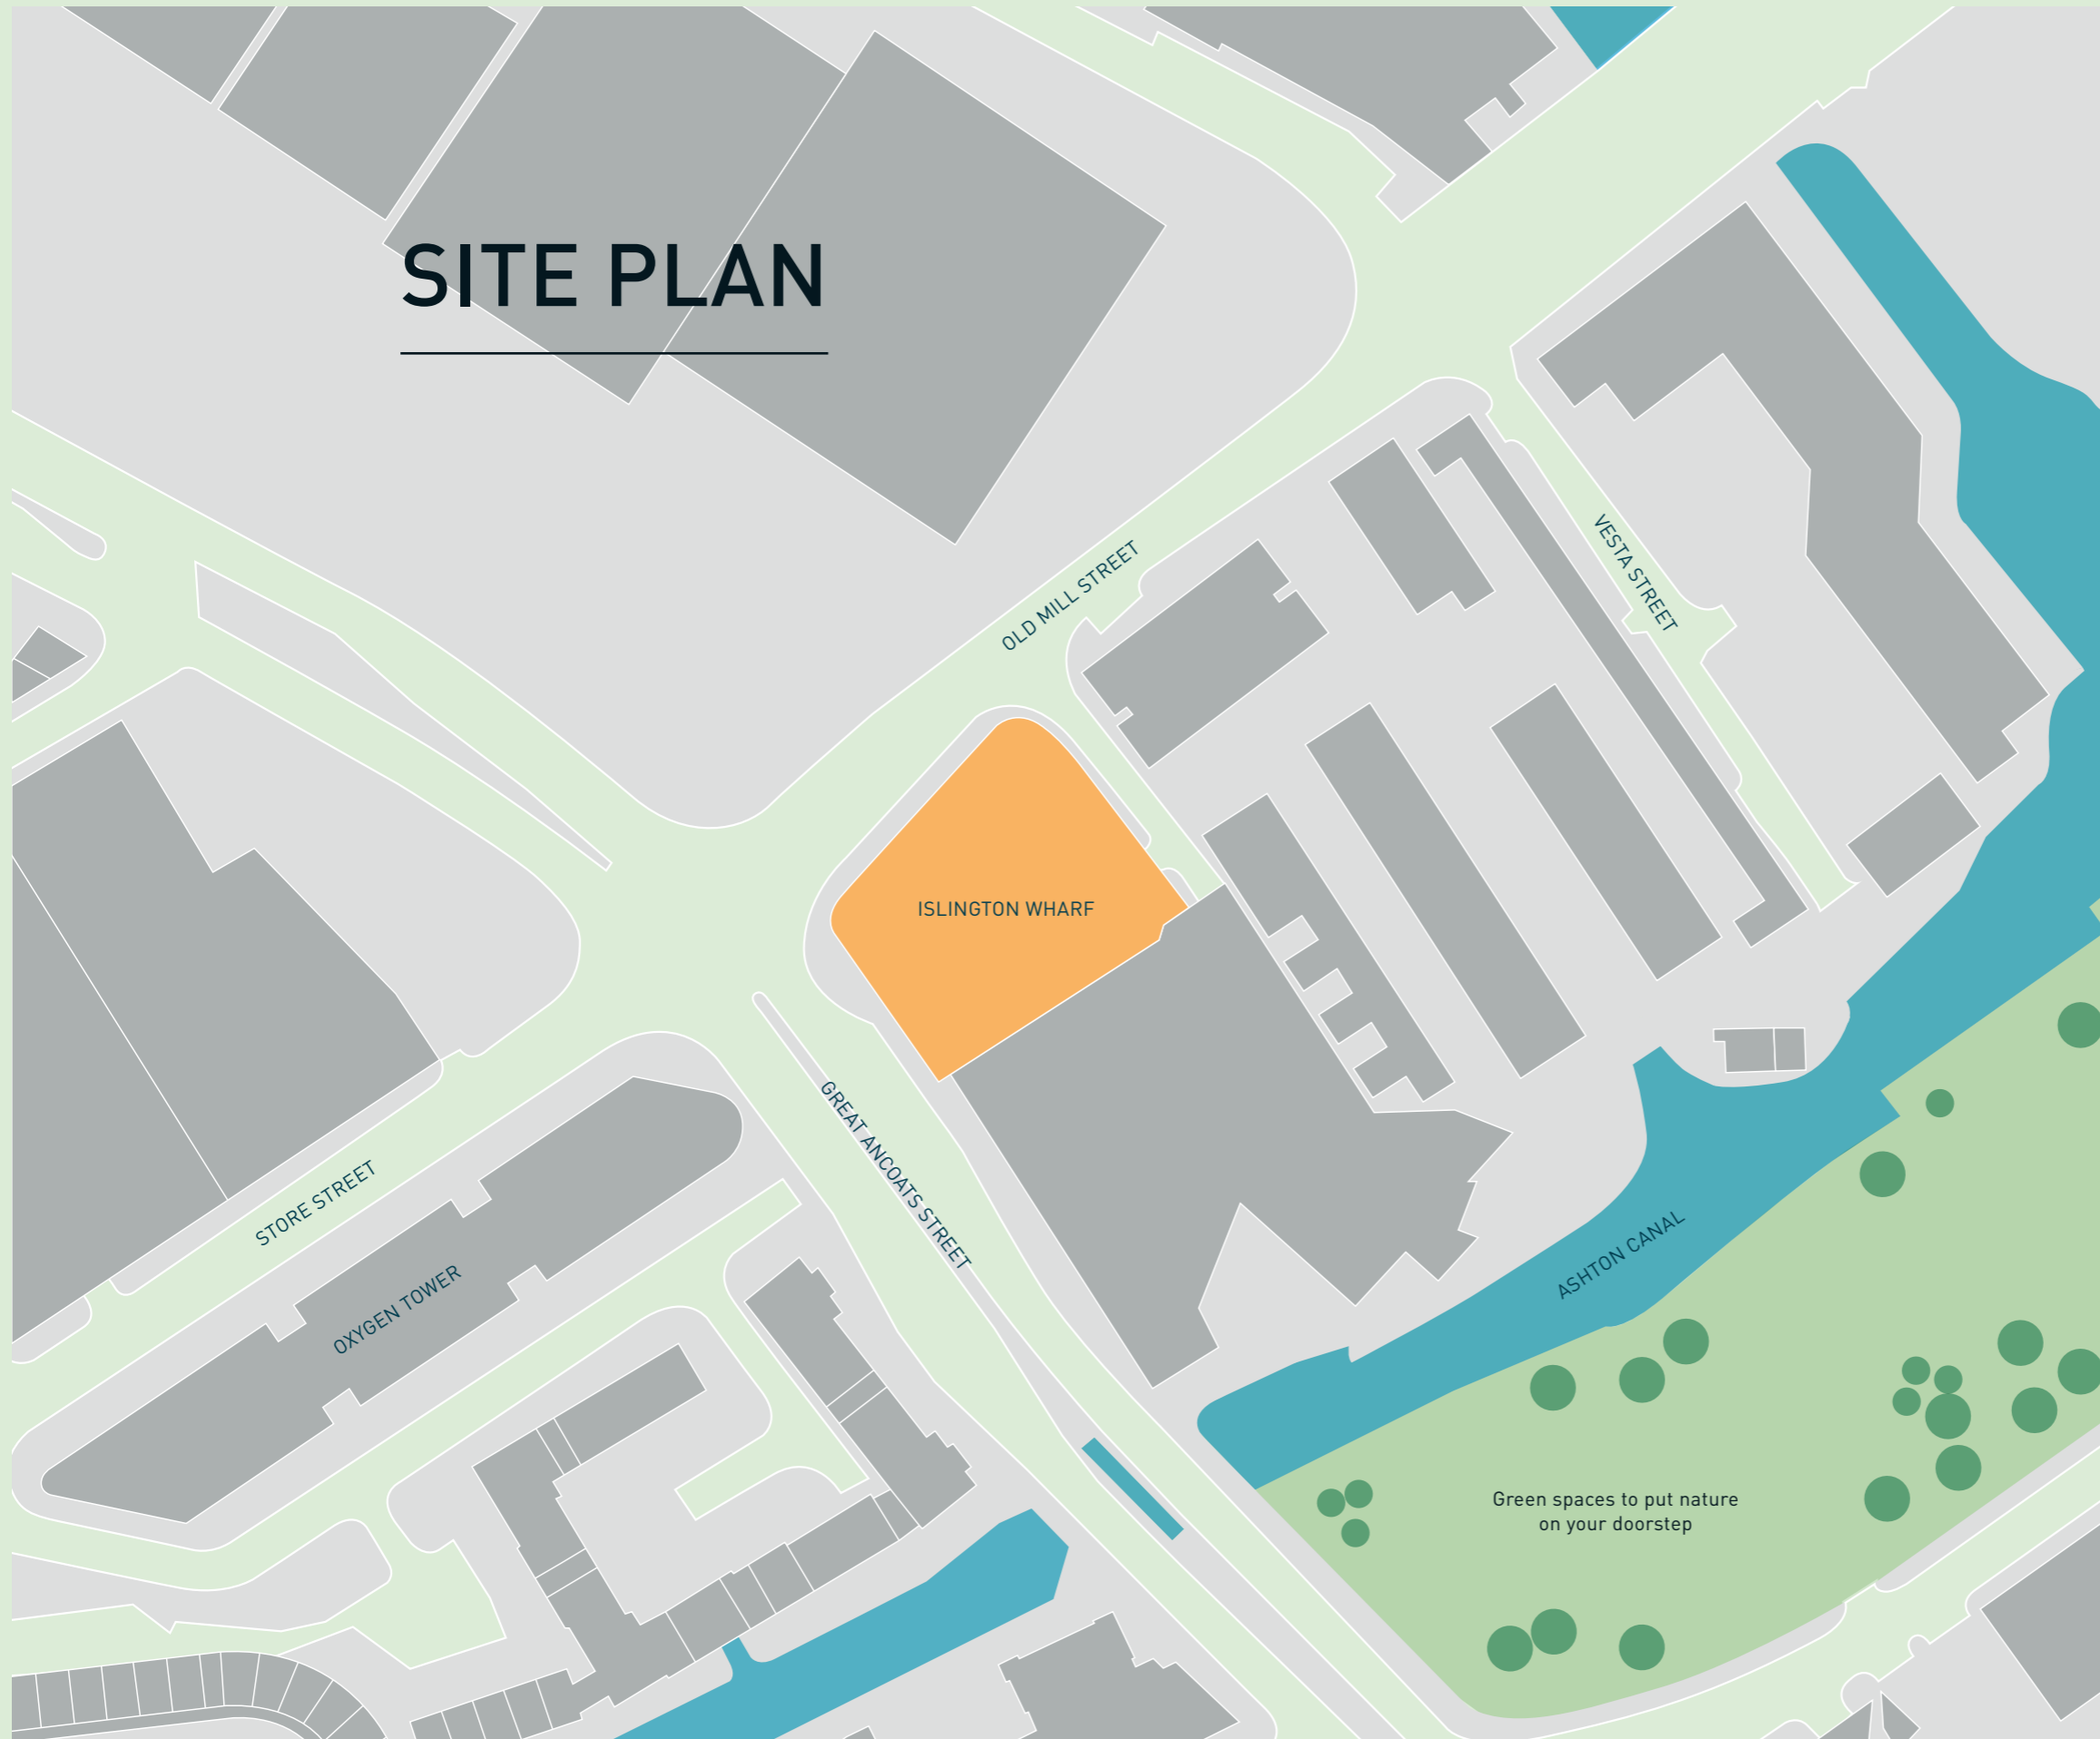 SITE PLAN
OLD MILL STREET
VESTA STREET
ISLINGTON WHARF
GREAT ANCOATS STREET
STORE STREET
OXYGEN TOWER
ASHTON CANAL
Green spaces to put nature
on your doorstep